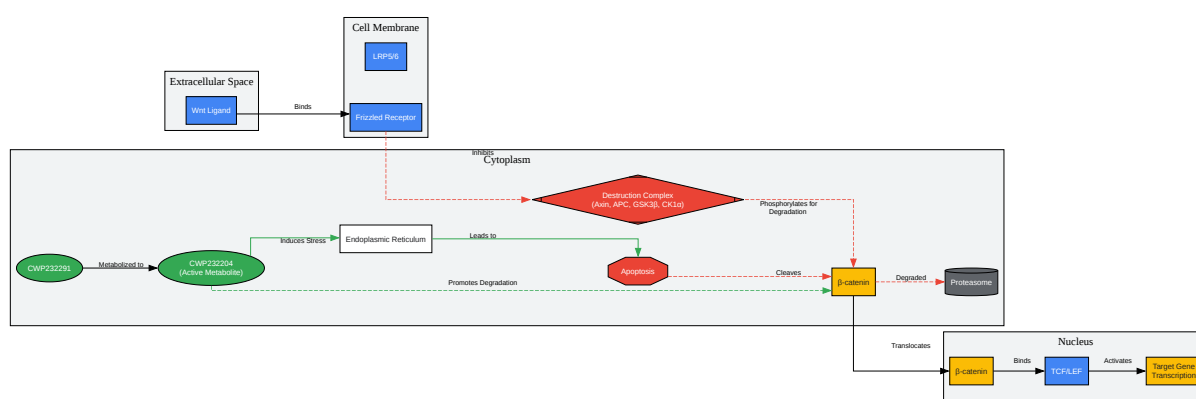 Cell Membrane
LRP5/6
Extracellular Space
Wnt Ligand
Binds
Frizzled Receptor
Inhibits
Cytoplasm
Destruction Complex
(Axin, APC, GSK3β, CK1α)
Phosphorylates for
Degradation
Induces Stress
Endoplasmic Reticulum
Leads to
CWP232291
Metabolized to
CWP232204
(Active Metabolite)
Apoptosis
Cleaves
β-catenin
Degraded
Proteasome
Promotes Degradation
Translocates
Nucleus
β-catenin
Binds
TCF/LEF
Activates
Target Gene
Transcription